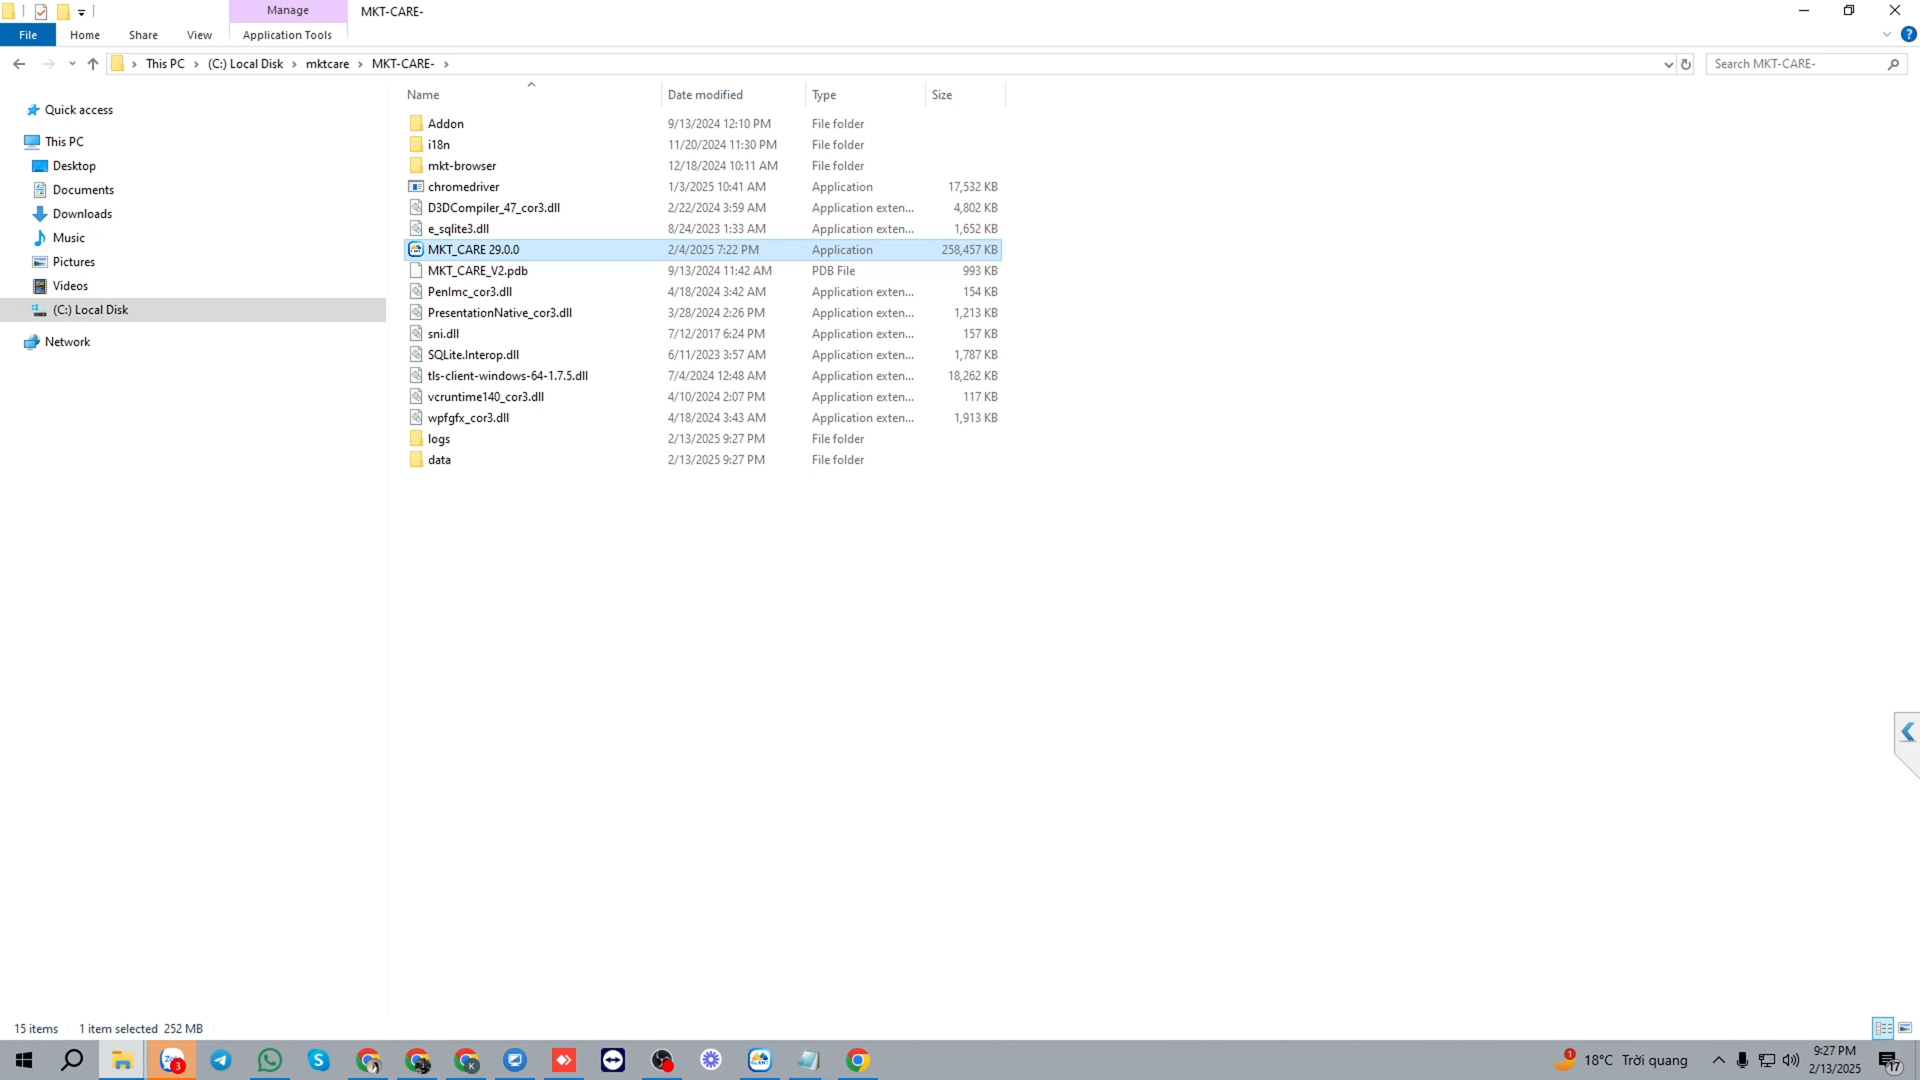 Manage
MKT-CARE-
File
Home
Share
View
Application Tools
This PC
(C:) Local Disk
mktcare
MKT-CARE-
Search MKT-CARE-
Quick access
This PC
Desktop
Documents
Downloads
Music
Pictures
Videos
(C:) Local Disk
Network
Name Date modified Type Size
Addon 9/13/2024 12:10 PM File folder
i18n 11/20/2024 11:30 PM File folder
mkt-browser 12/18/2024 10:11 AM File folder
chromedriver 1/3/2025 10:41 AM Application 17,532 KB
D3DCompiler_47_cor3.dll 2/22/2024 3:59 AM Application exten... 4,802 KB
e_sqlite3.dll 8/24/2023 1:33 AM Application exten... 1,652 KB
MKT_CARE 29.0.0 2/4/2025 7:22 PM Application 258,457 KB
MKT_CARE_V2.pdb 9/13/2024 11:42 AM PDB File 993 KB
PenImc_cor3.dll 4/18/2024 3:42 AM Application exten... 154 KB
PresentationNative_cor3.dll 3/28/2024 2:26 PM Application exten... 1,213 KB
sni.dll 7/12/2017 6:24 PM Application exten... 157 KB
SQLite.Interop.dll 6/11/2023 3:57 AM Application exten... 1,787 KB
tls-client-windows-64-1.7.5.dll 7/4/2024 12:48 AM Application exten... 18,262 KB
vcruntime140_cor3.dll 4/10/2024 2:07 PM Application exten... 117 KB
wpfgfx_cor3.dll 4/18/2024 3:43 AM Application exten... 1,913 KB
logs 2/13/2025 9:27 PM File folder
data 2/13/2025 9:27 PM File folder
15 items 1 item selected 252 MB
3
K
1
18°C Trời quang
9:27 PM
2/13/2025
17